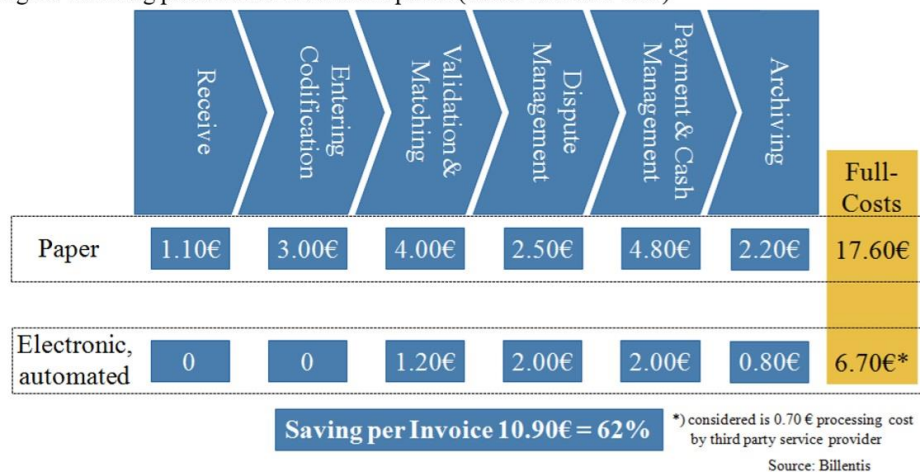 Receive
Entering
Codification
Validation &
Matching
Dispute
Management
Payment & Cash
Management
Archiving
Full-
Costs
Paper 1.10€ 3.00€ 4.00€ 2.50€ 4.80€ 2.20€ 17.60€
Electronic,
automated 0 0 1.20€ 2.00€ 2.00€ 0.80€ 6.70€*
Saving per Invoice 10.90€ = 62%
*) considered is 0.70 € processing cost
by third party service provider
Source: Billentis